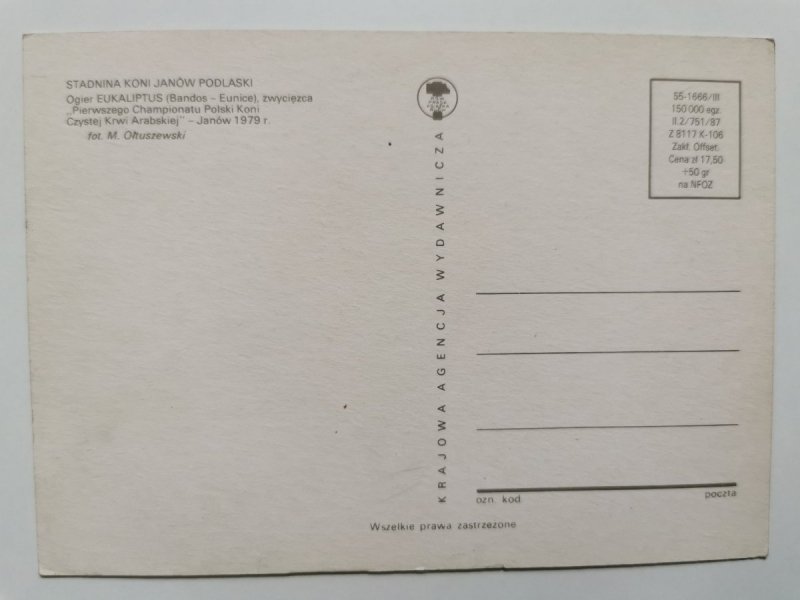 STADNINA KONI JANÓW PODLASKI
Ogier EUKALIPTUS (Bandos – Eunice), zwycięzca
„Pierwszego Championatu Polski Koni
Czystej Krwi Arabskiej” – Janów 1979 r.
fot. M. Ołtuszewski
KRAJOWA AGENCJA WYDAWNICZA
55-1666/III
150 000 egz.
II.2/751/87
Z 8117 K-106
Zakł. Offset.
Cena zł 17,50
+50 gr
na NFOZ
ozn. kod.
poczta
Wszelkie prawa zastrzeżone